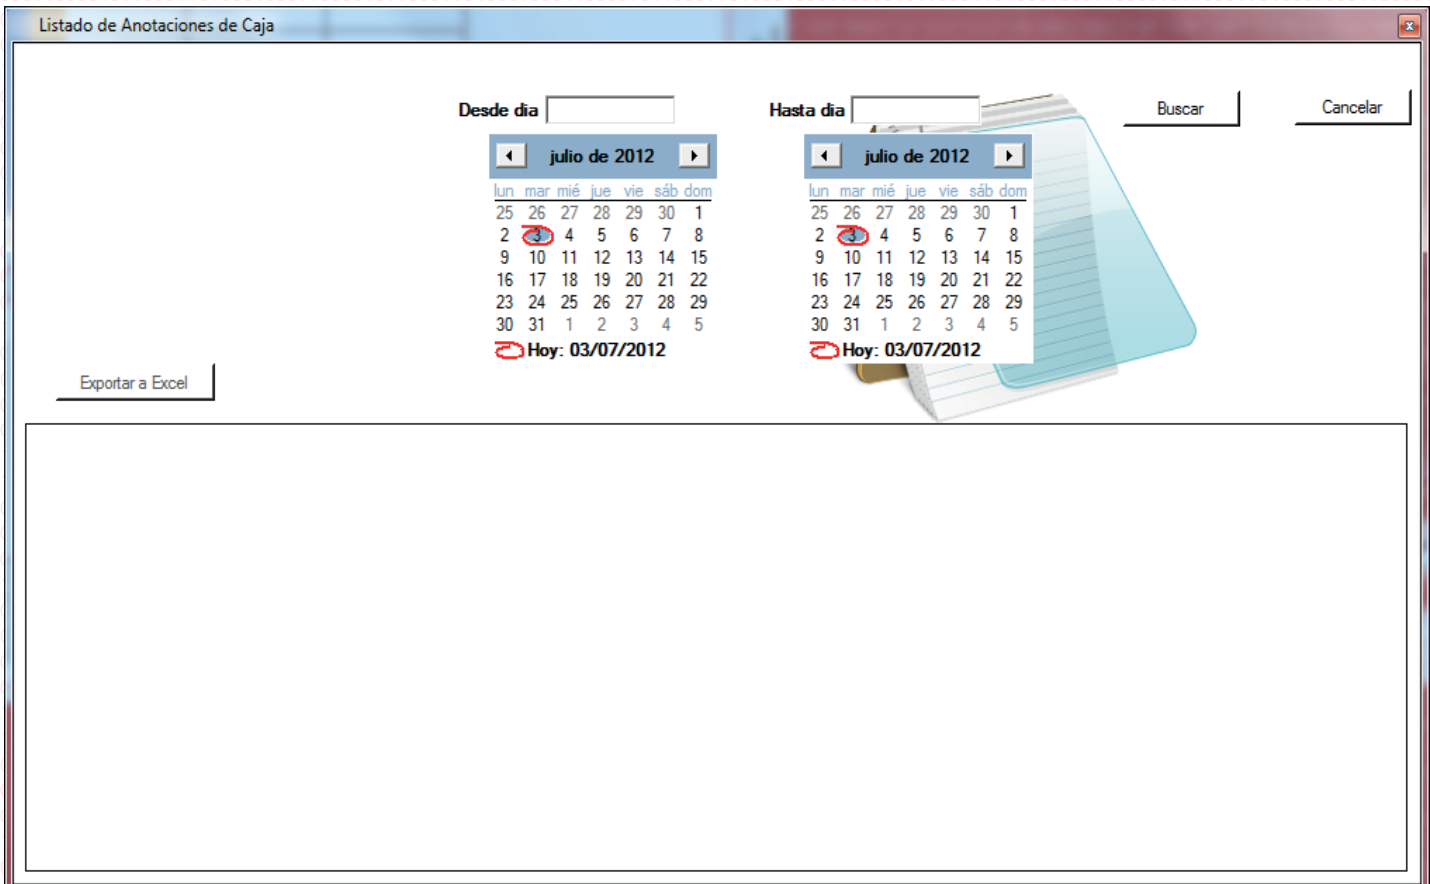 Listado de Anotaciones de Caja
Desde dia Hasta dia Buscar Cancelar
julio de 2012 julio de 2012
lun mar mié jue vie sáb dom lun mar mié jue vie sáb dom
25 26 27 28 29 30 1 25 26 27 28 29 30 1
2 3 4 5 6 7 8 2 3 4 5 6 7 8
9 10 11 12 13 14 15 9 10 11 12 13 14 15
16 17 18 19 20 21 22 16 17 18 19 20 21 22
23 24 25 26 27 28 29 23 24 25 26 27 28 29
30 31 1 2 3 4 5 30 31 1 2 3 4 5
Hoy: 03/07/2012 Hoy: 03/07/2012
Exportar a Excel